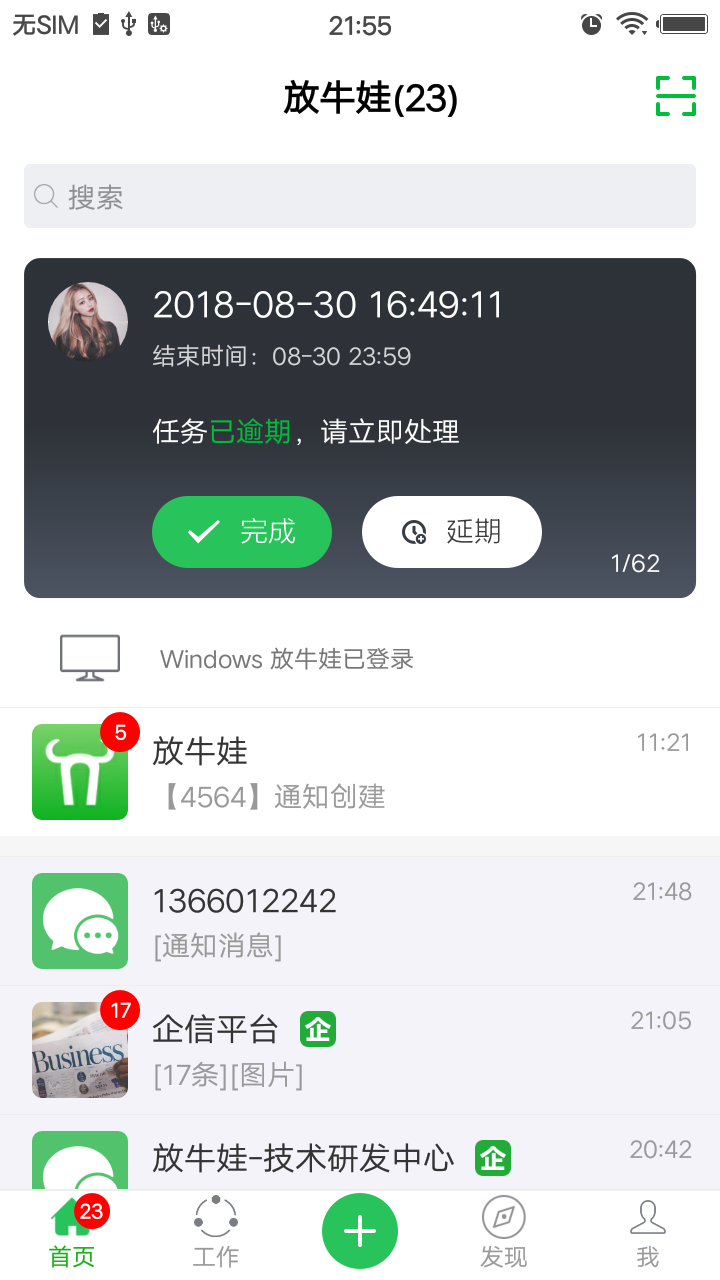 无SIM 21:55
放牛娃(23)
搜索
2018-08-30 16:49:11
结束时间：08-30 23:59
任务已逾期，请立即处理
完成 延期
1/62
Windows 放牛娃已登录
5
放牛娃 11:21
【4564】通知创建
1366012242 21:48
[通知消息]
17
Business
企信平台 企 21:05
[17条][图片]
放牛娃-技术研发中心 企 20:42
23
首页 工作 发现 我